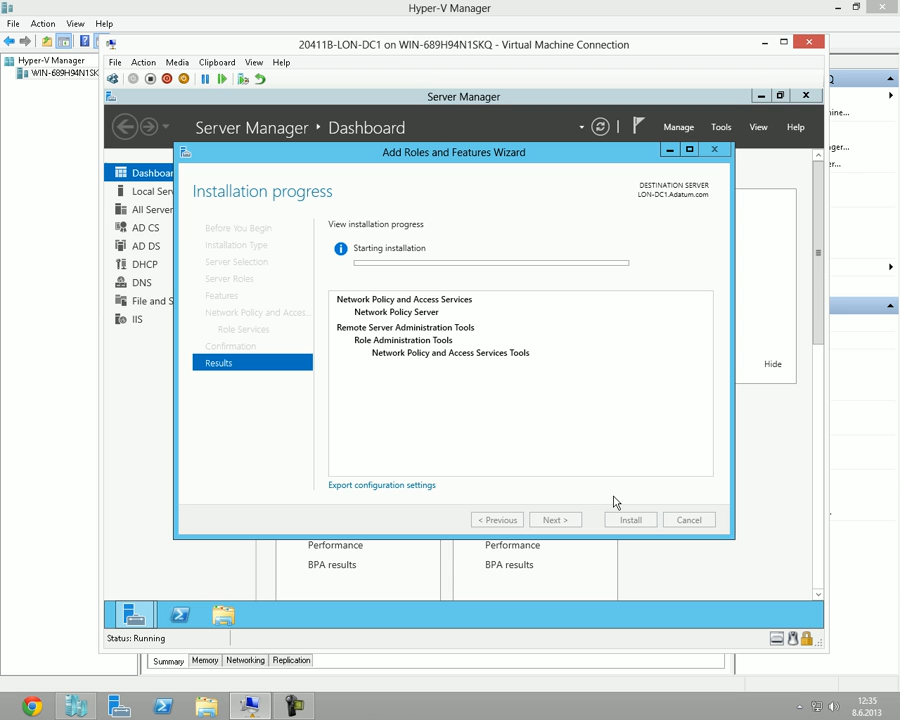 Hyper-V Manager
File Action View Help
Hyper-V Manager
WIN-689H94N1SK
20411B-LON-DC1 on WIN-689H94N1SKQ - Virtual Machine Connection
File Action Media Clipboard View Help
Server Manager
Server Manager ‣ Dashboard
Manage Tools View Help
Dashboar
Local Serv
All Server
AD CS
AD DS
DHCP
DNS
File and S
IIS
Add Roles and Features Wizard
Installation progress
DESTINATION SERVER
LON-DC1.Adatum.com
Before You Begin
Installation Type
Server Selection
Server Roles
Features
Network Policy and Acces...
Role Services
Confirmation
Results
View installation progress
Starting installation
Network Policy and Access Services
Network Policy Server
Remote Server Administration Tools
Role Administration Tools
Network Policy and Access Services Tools
Export configuration settings
< Previous Next > Install Cancel
Hide
Performance
BPA results
Performance
BPA results
Status: Running
Summary Memory Networking Replication
Q
ine...
ger...
er...
12:35
8.6.2013